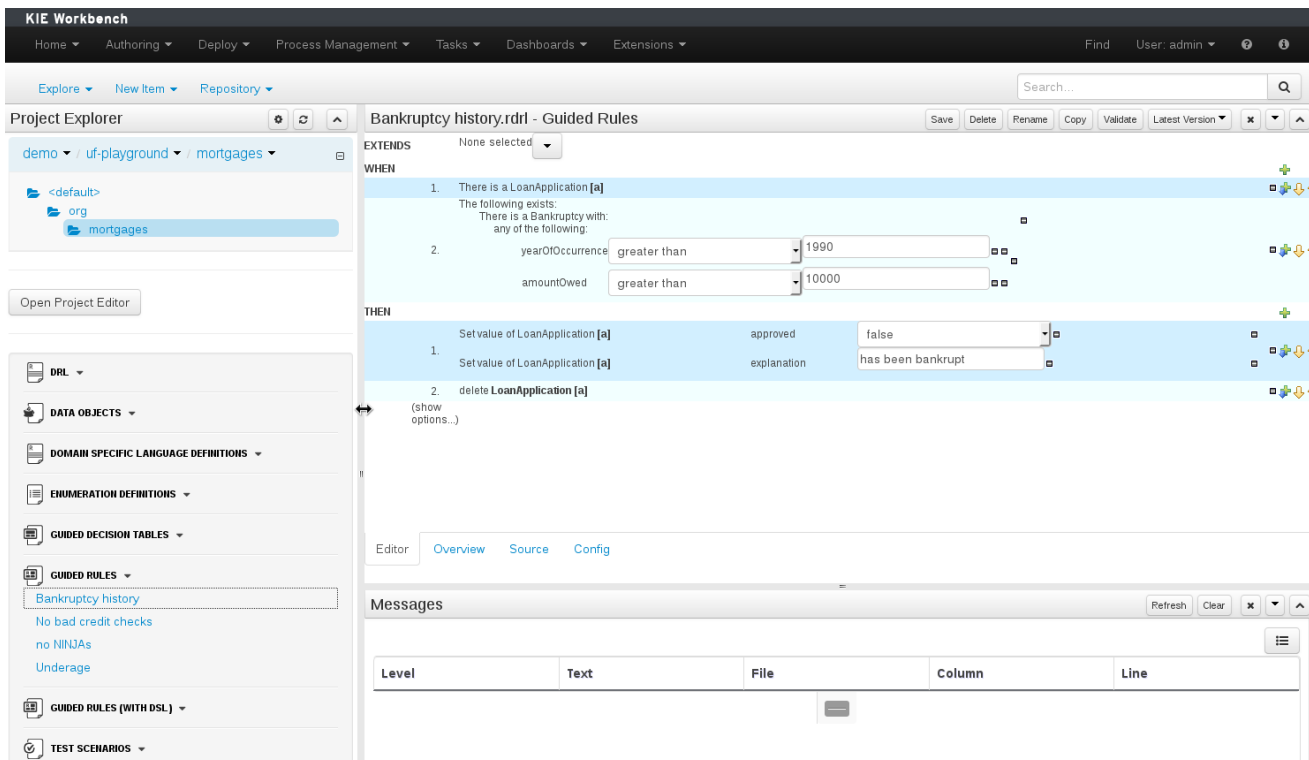 KIE Workbench
Home Authoring Deploy Process Management Tasks Dashboards Extensions Find User: admin
Explore New Item Repository Search...
Project Explorer
demo / uf-playground / mortgages
<default>
org
mortgages
Open Project Editor
DRL
DATA OBJECTS
DOMAIN SPECIFIC LANGUAGE DEFINITIONS
ENUMERATION DEFINITIONS
GUIDED DECISION TABLES
GUIDED RULES
Bankruptcy history
No bad credit checks
no NINJAs
Underage
GUIDED RULES (WITH DSL)
TEST SCENARIOS
Bankruptcy history.rdrl - Guided Rules Save Delete Rename Copy Validate Latest Version
EXTENDS None selected
WHEN
1. There is a LoanApplication [a]
The following exists:
There is a Bankruptcy with:
any of the following:
2. yearOfOccurrence greater than 1990
amountOwed greater than 10000
THEN
Set value of LoanApplication [a] approved false
1.
Set value of LoanApplication [a] explanation has been bankrupt
2. delete LoanApplication [a]
(show
options...)
Editor Overview Source Config
Messages Refresh Clear
Level Text File Column Line